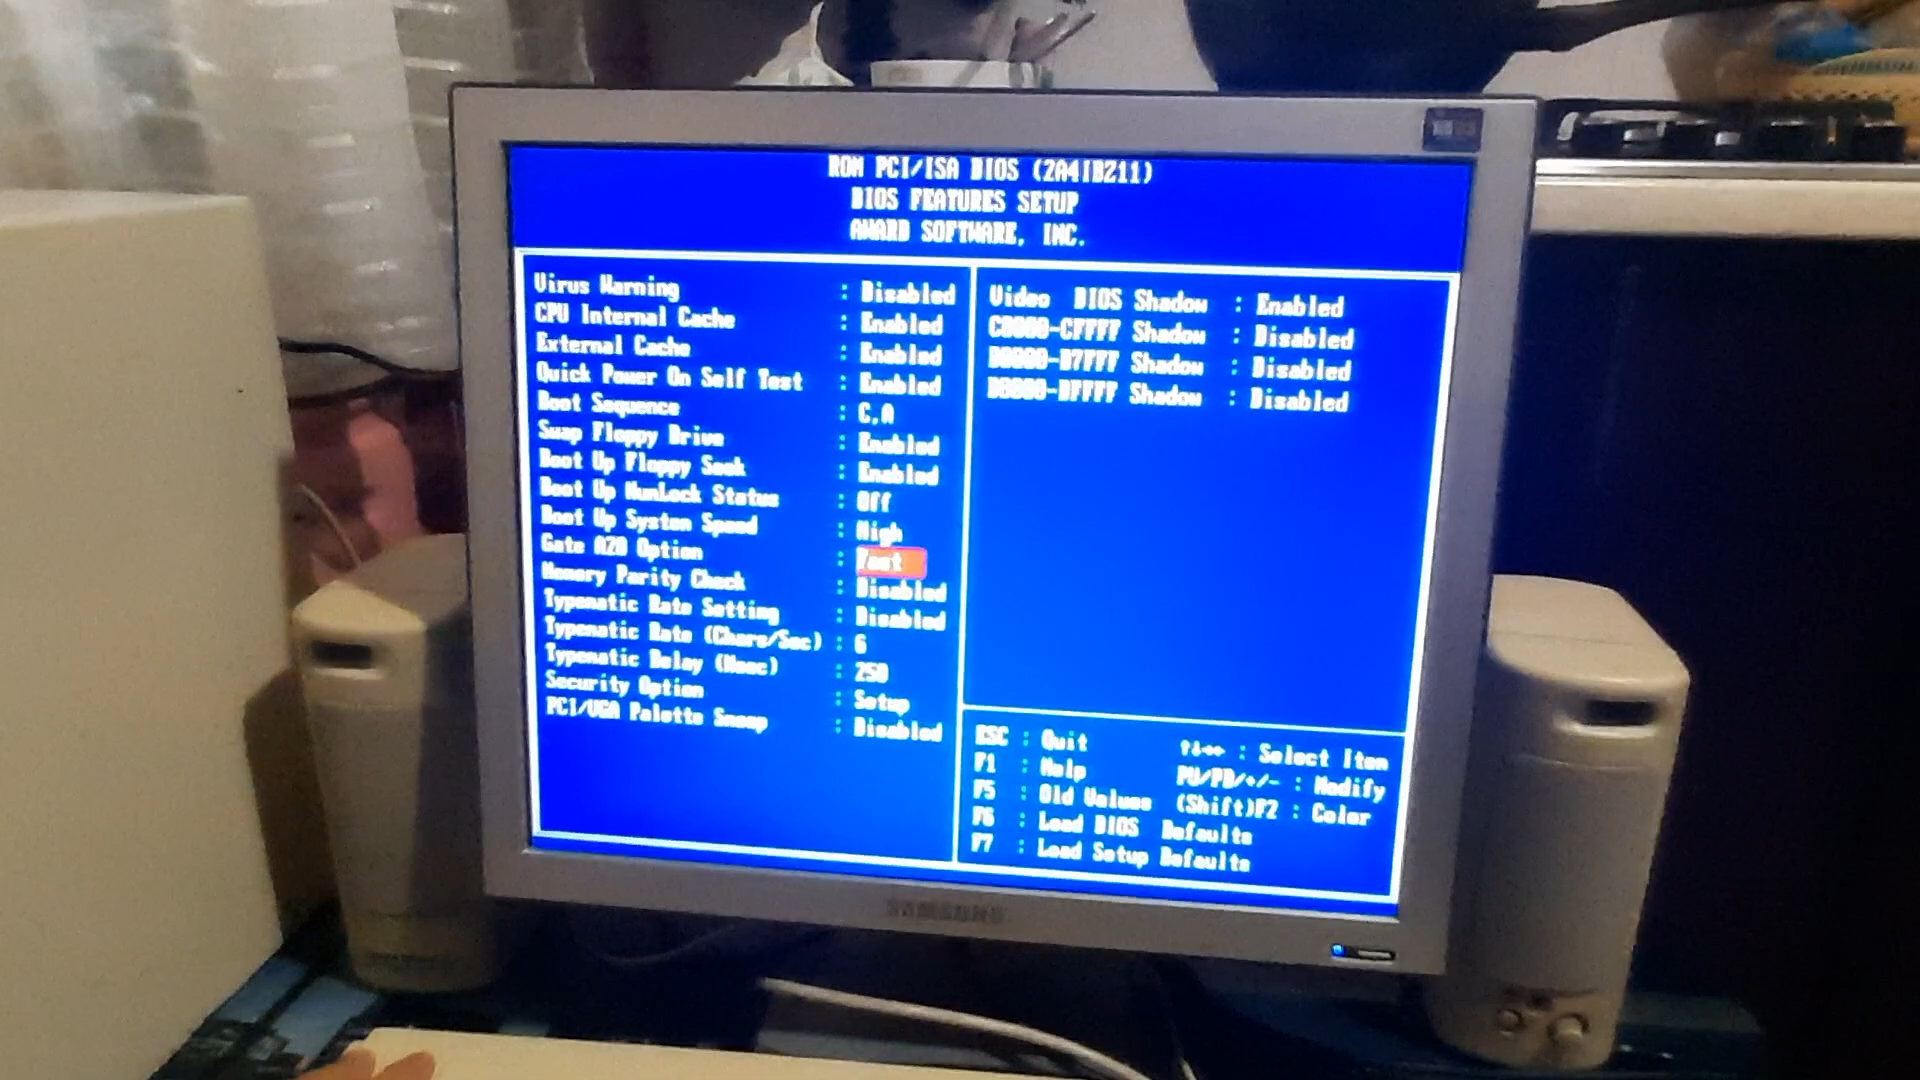 ROM PCI/ISA BIOS (2A4IBZ11)
BIOS FEATURES SETUP
AWARD SOFTWARE, INC.
Virus Warning : Disabled
CPU Internal Cache : Enabled
External Cache : Enabled
Quick Power On Self Test : Enabled
Boot Sequence : C,A
Swap Floppy Drive : Enabled
Boot Up Floppy Seek : Enabled
Boot Up NumLock Status : Off
Boot Up System Speed : High
Gate A20 Option : Fast
Memory Parity Check : Disabled
Typematic Rate Setting : Disabled
Typematic Rate (Chars/Sec) : 6
Typematic Delay (Msec) : 250
Security Option : Setup
PCI/VGA Palette Snoop : Disabled
Video BIOS Shadow : Enabled
C8000-CFFFF Shadow : Disabled
D0000-D7FFF Shadow : Disabled
D8000-DFFFF Shadow : Disabled
ESC : Quit ↑↓→← : Select Item
F1 : Help PU/PD/+/- : Modify
F5 : Old Values (Shift)F2 : Color
F6 : Load BIOS Defaults
F7 : Load Setup Defaults
SAMSUNG